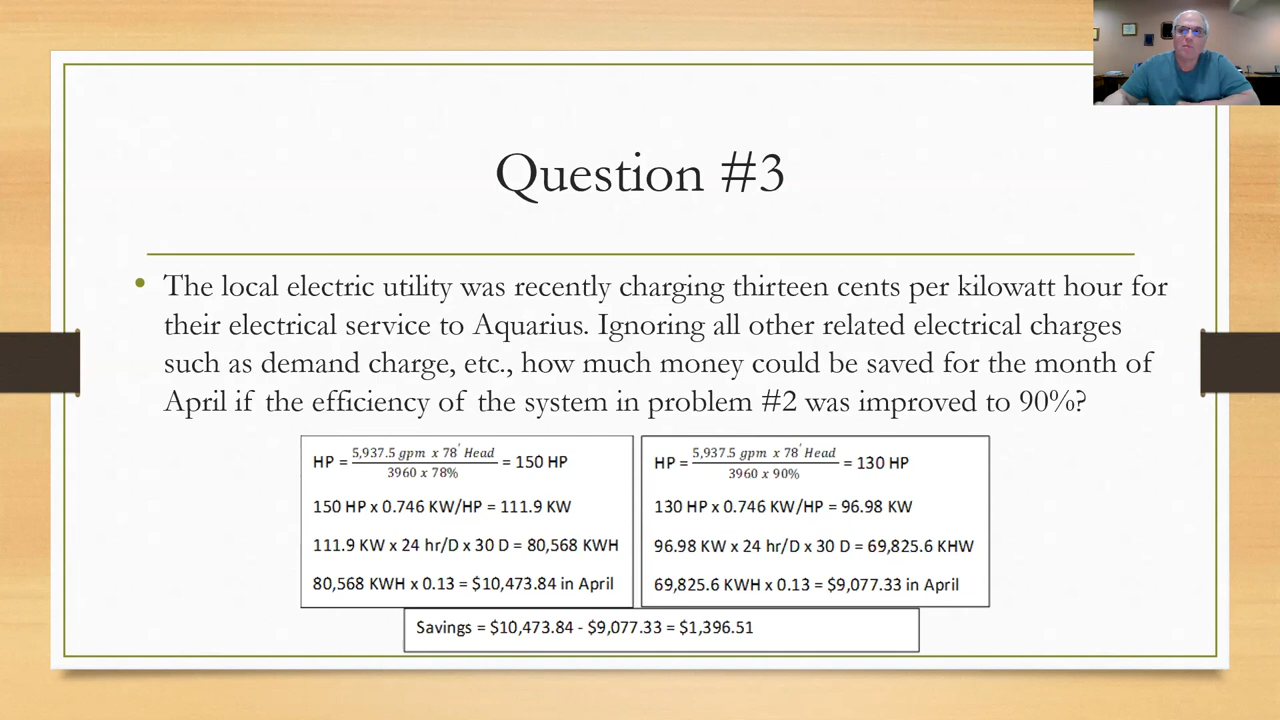 Question #3
• The local electric utility was recently charging thirteen cents per kilowatt hour for
their electrical service to Aquarius. Ignoring all other related electrical charges
such as demand charge, etc., how much money could be saved for the month of
April if the efficiency of the system in problem #2 was improved to 90%?
HP = 5,937.5 gpm x 78' Head / 3960 x 78% = 150 HP
150 HP x 0.746 KW/HP = 111.9 KW
111.9 KW x 24 hr/D x 30 D = 80,568 KWH
80,568 KWH x 0.13 = $10,473.84 in April
HP = 5,937.5 gpm x 78' Head / 3960 x 90% = 130 HP
130 HP x 0.746 KW/HP = 96.98 KW
96.98 KW x 24 hr/D x 30 D = 69,825.6 KHW
69,825.6 KWH x 0.13 = $9,077.33 in April
Savings = $10,473.84 - $9,077.33 = $1,396.51